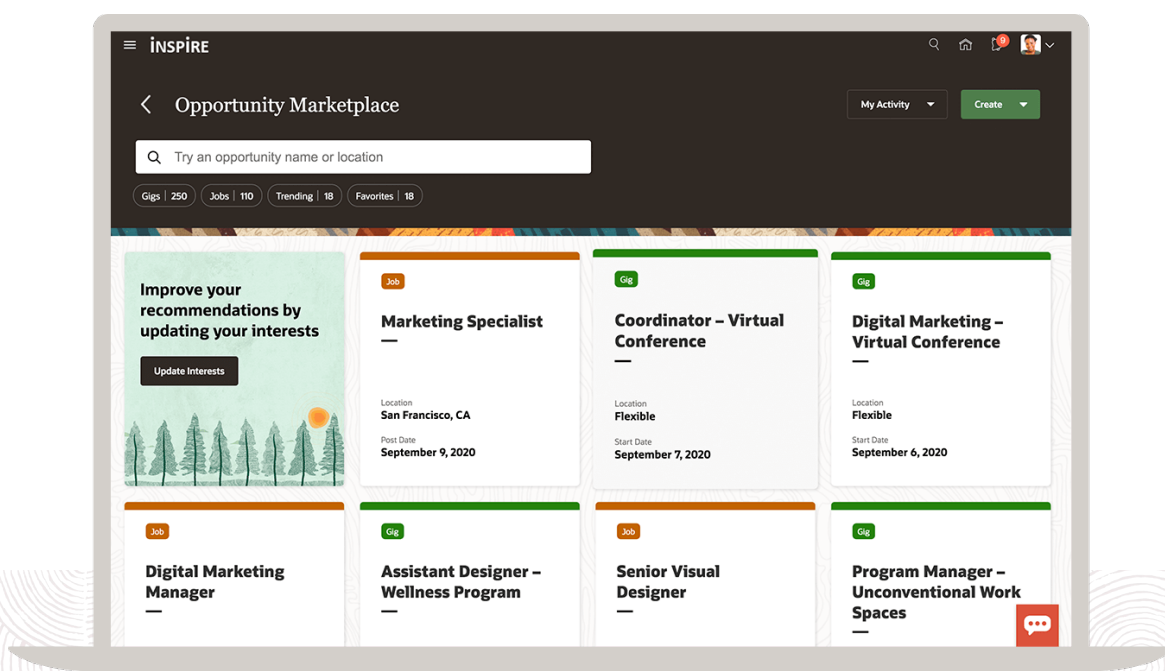 iNSPiRE
9
Opportunity Marketplace
My Activity
Create
Try an opportunity name or location
Gigs | 250
Jobs | 110
Trending | 18
Favorites | 18
Improve your
recommendations by
updating your interests
Update Interests
Job
Marketing Specialist
Location
San Francisco, CA
Post Date
September 9, 2020
Gig
Coordinator – Virtual
Conference
Location
Flexible
Start Date
September 7, 2020
Gig
Digital Marketing –
Virtual Conference
Location
Flexible
Start Date
September 6, 2020
Job
Digital Marketing
Manager
Gig
Assistant Designer –
Wellness Program
Job
Senior Visual
Designer
Gig
Program Manager –
Unconventional Work
Spaces